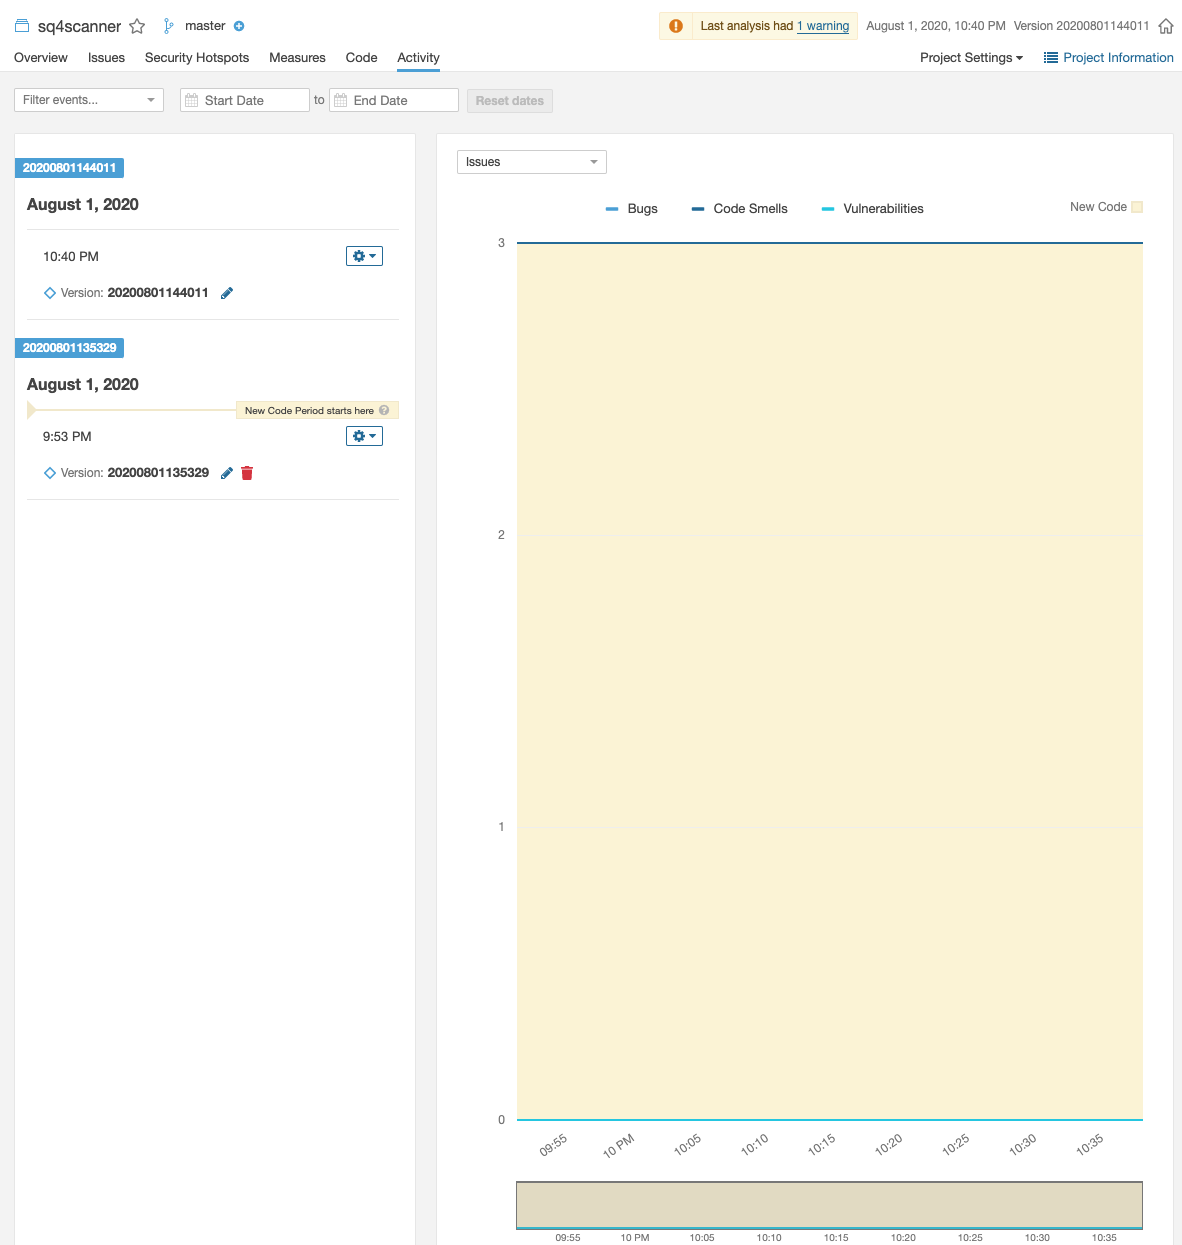 sq4scanner master Last analysis had 1 warning August 1, 2020, 10:40 PM Version 20200801144011
Overview Issues Security Hotspots Measures Code Activity Project Settings Project Information
Filter events... Start Date to End Date Reset dates
20200801144011
August 1, 2020
10:40 PM
Version: 20200801144011
20200801135329
August 1, 2020
New Code Period starts here ?
9:53 PM
Version: 20200801135329
Issues
Bugs Code Smells Vulnerabilities New Code
3
2
1
0
09:55 10 PM 10:05 10:10 10:15 10:20 10:25 10:30 10:35
09:55 10 PM 10:05 10:10 10:15 10:20 10:25 10:30 10:35